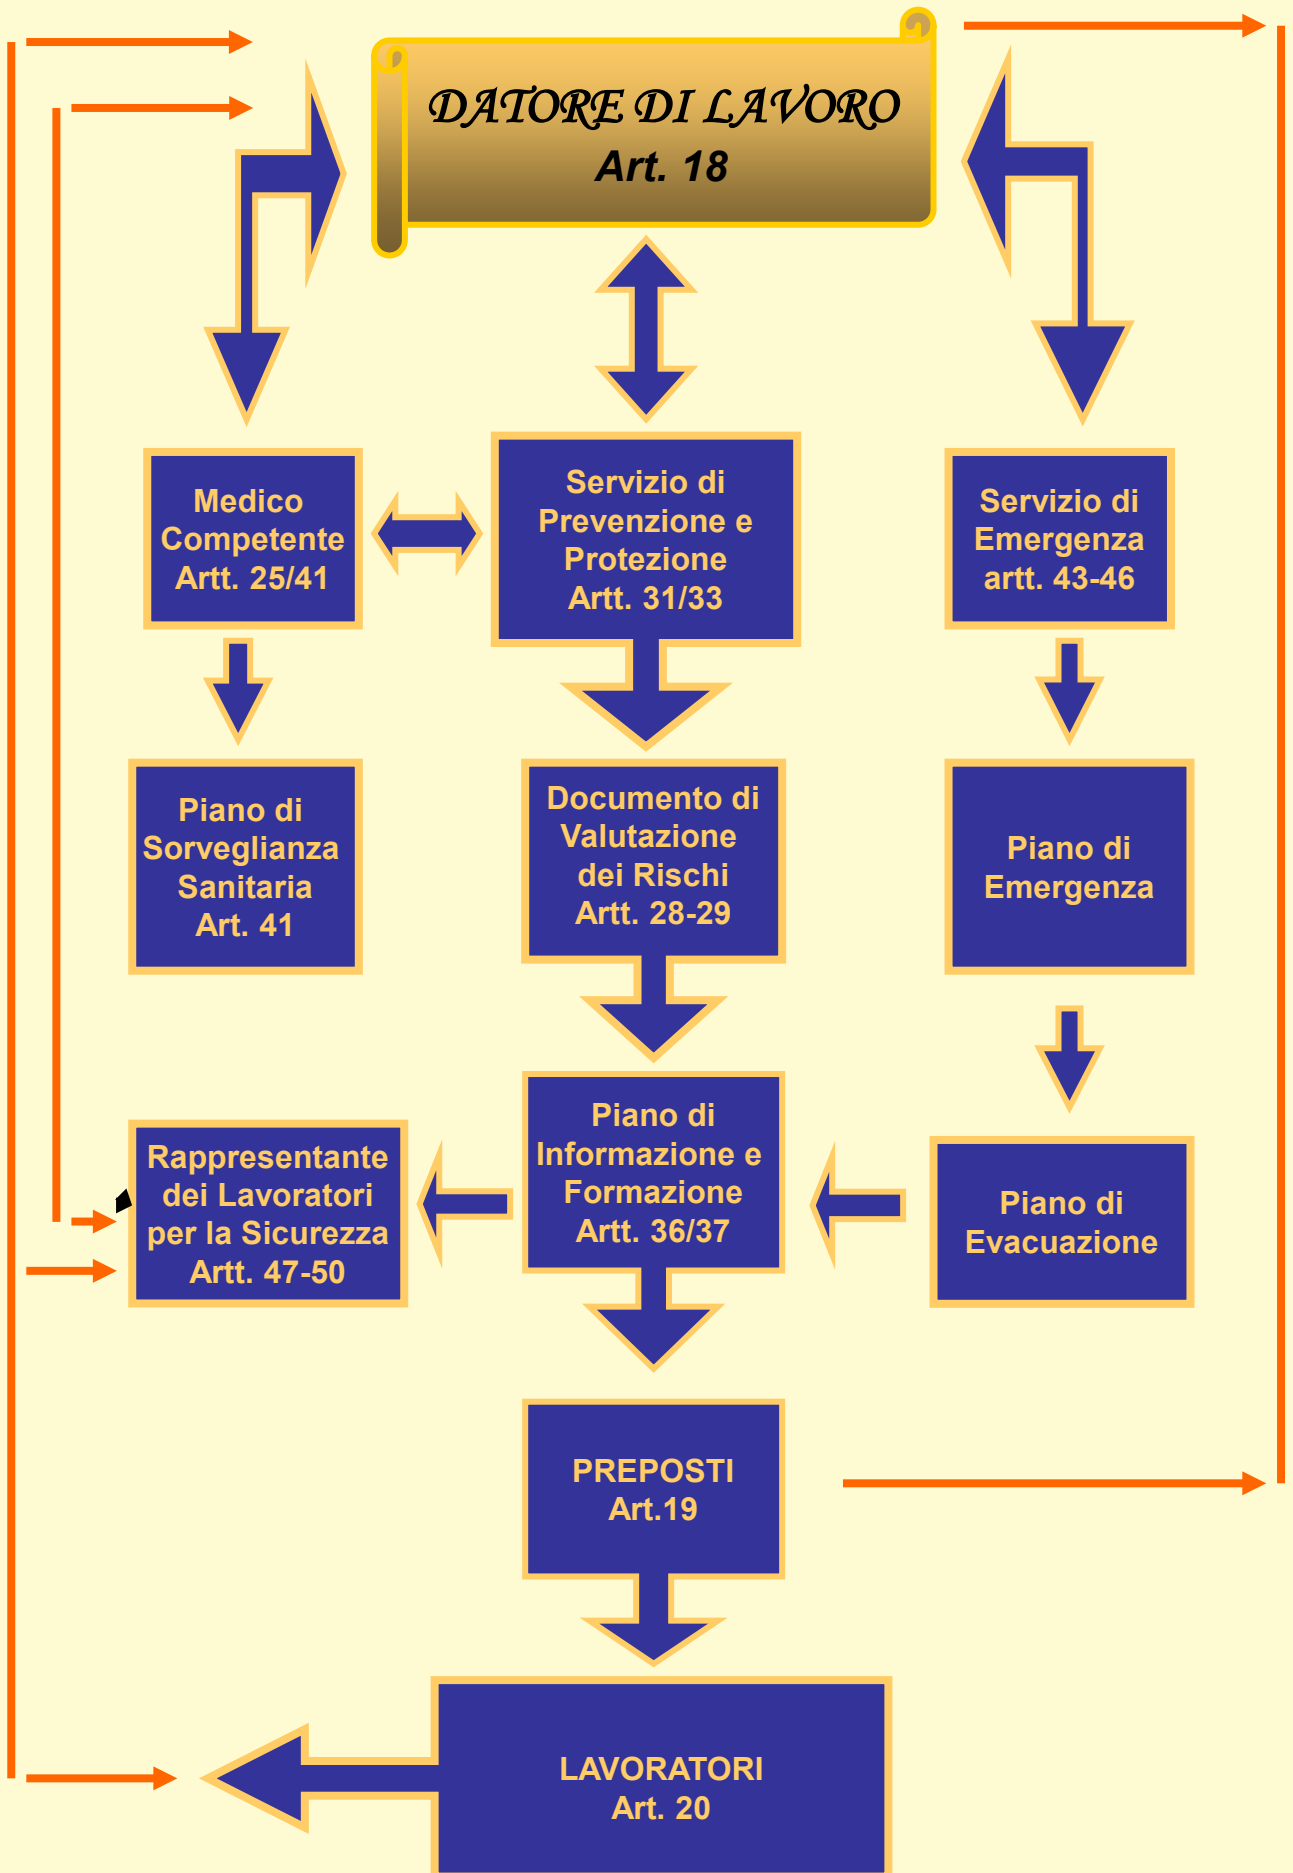 DATORE DI LAVORO
Art. 18
Medico
Competente
Artt. 25/41
Servizio di
Prevenzione e
Protezione
Artt. 31/33
Servizio di
Emergenza
artt. 43-46
Piano di
Sorveglianza
Sanitaria
Art. 41
Documento di
Valutazione
dei Rischi
Artt. 28-29
Piano di
Emergenza
Rappresentante
dei Lavoratori
per la Sicurezza
Artt. 47-50
Piano di
Informazione e
Formazione
Artt. 36/37
Piano di
Evacuazione
PREPOSTI
Art.19
LAVORATORI
Art. 20